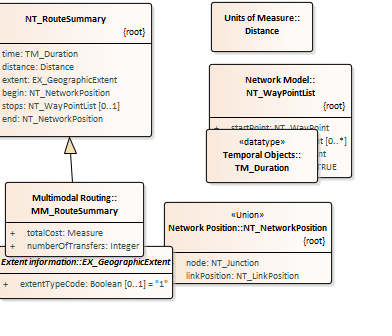 NT_RouteSummary
{root}
time: TM_Duration
distance: Distance
extent: EX_GeographicExtent
begin: NT_NetworkPosition
stops: NT_WayPointList [0..1]
end: NT_NetworkPosition
Units of Measure::
Distance
Network Model::
NT_WayPointList
{root}
+ startPoint: NT_WayPoint
nt [0..*]
int
TRUE
«datatype»
Temporal Objects::
TM_Duration
Multimodal Routing::
MM_RouteSummary
+ totalCost: Measure
+ numberOfTransfers: Integer
Extent information::EX_GeographicExtent
+ extentTypeCode: Boolean [0..1] = "1"
«Union»
Network Position::NT_NetworkPosition
{root}
node: NT_Junction
linkPosition: NT_LinkPosition